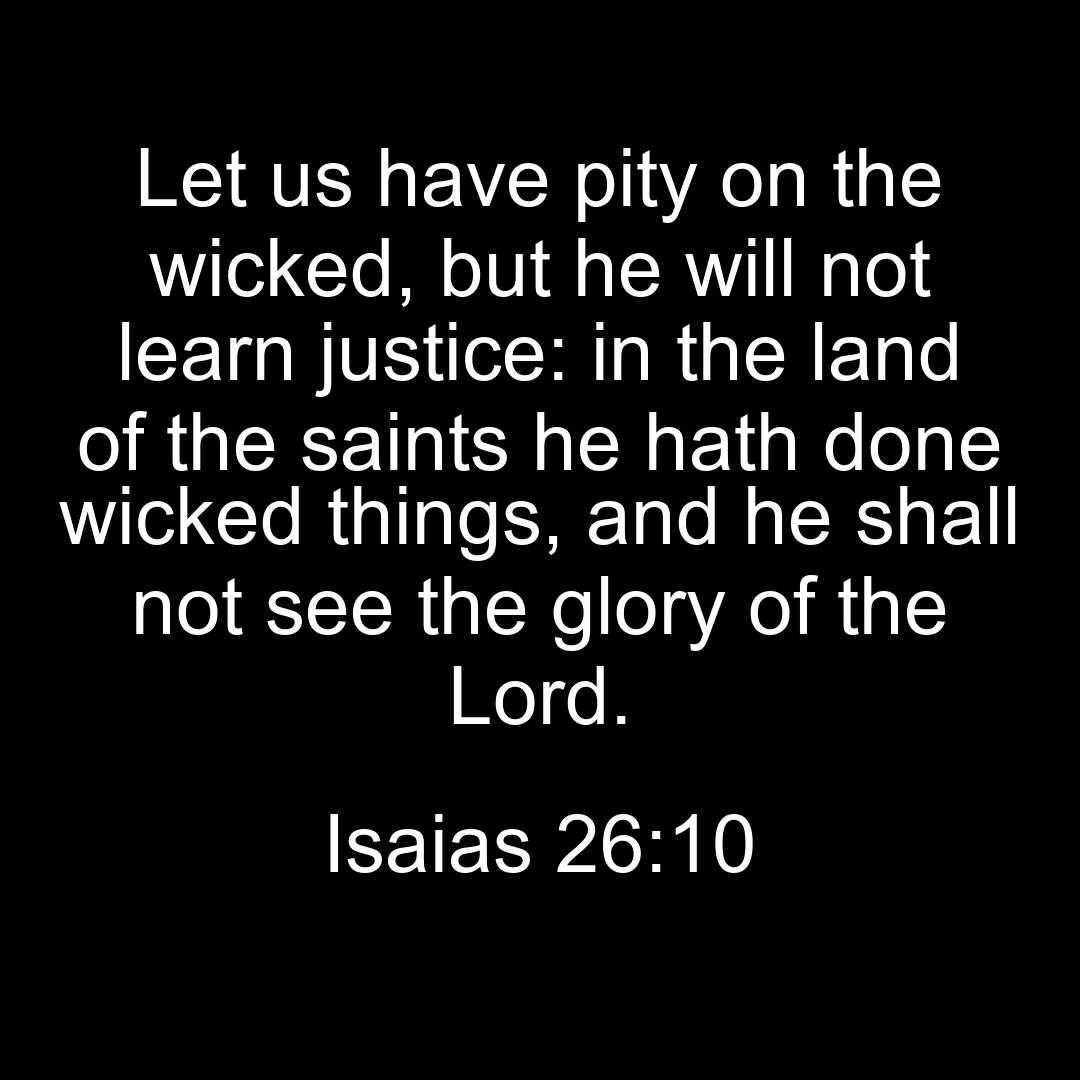 Let us have pity on the
wicked, but he will not
learn justice: in the land
of the saints he hath done
wicked things, and he shall
not see the glory of the
Lord.
Isaias 26:10